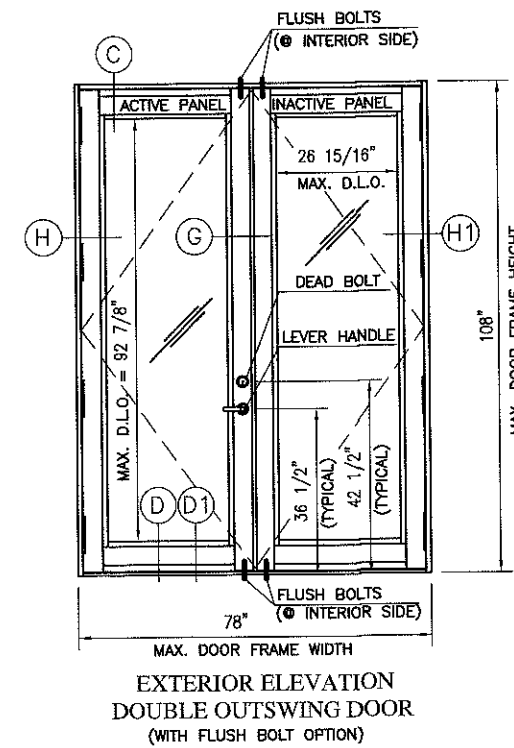 FLUSH BOLTS
(@ INTERIOR SIDE)
C
ACTIVE PANEL
INACTIVE PANEL
26 15/16"
MAX. D.L.O.
H
G
H1
DEAD BOLT
LEVER HANDLE
MAX. D.L.O. = 92 7/8"
36 1/2"
(TYPICAL)
42 1/2"
(TYPICAL)
108"
MAX. DOOR FRAME HEIGHT
D
D1
FLUSH BOLTS
(@ INTERIOR SIDE)
78"
MAX. DOOR FRAME WIDTH
EXTERIOR ELEVATION
DOUBLE OUTSWING DOOR
(WITH FLUSH BOLT OPTION)